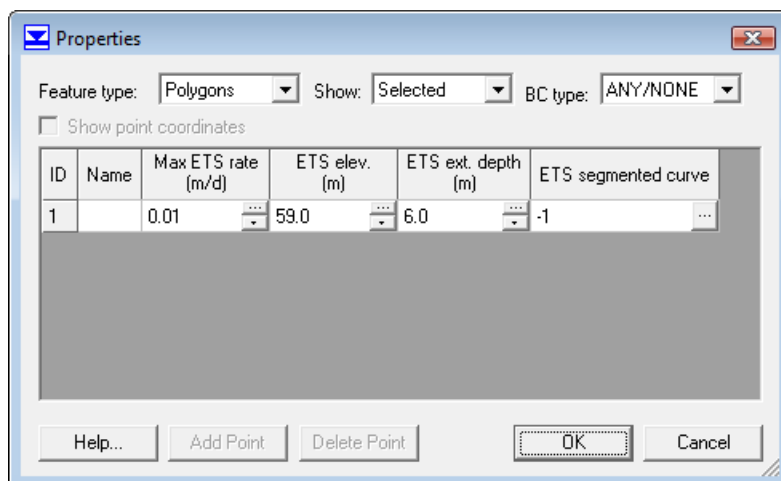 Properties
Feature type: Polygons Show: Selected BC type: ANY/NONE
Show point coordinates
ID Name Max ETS rate (m/d) ETS elev. (m) ETS ext. depth (m) ETS segmented curve
1 0.01 59.0 6.0 -1
Help... Add Point Delete Point OK Cancel